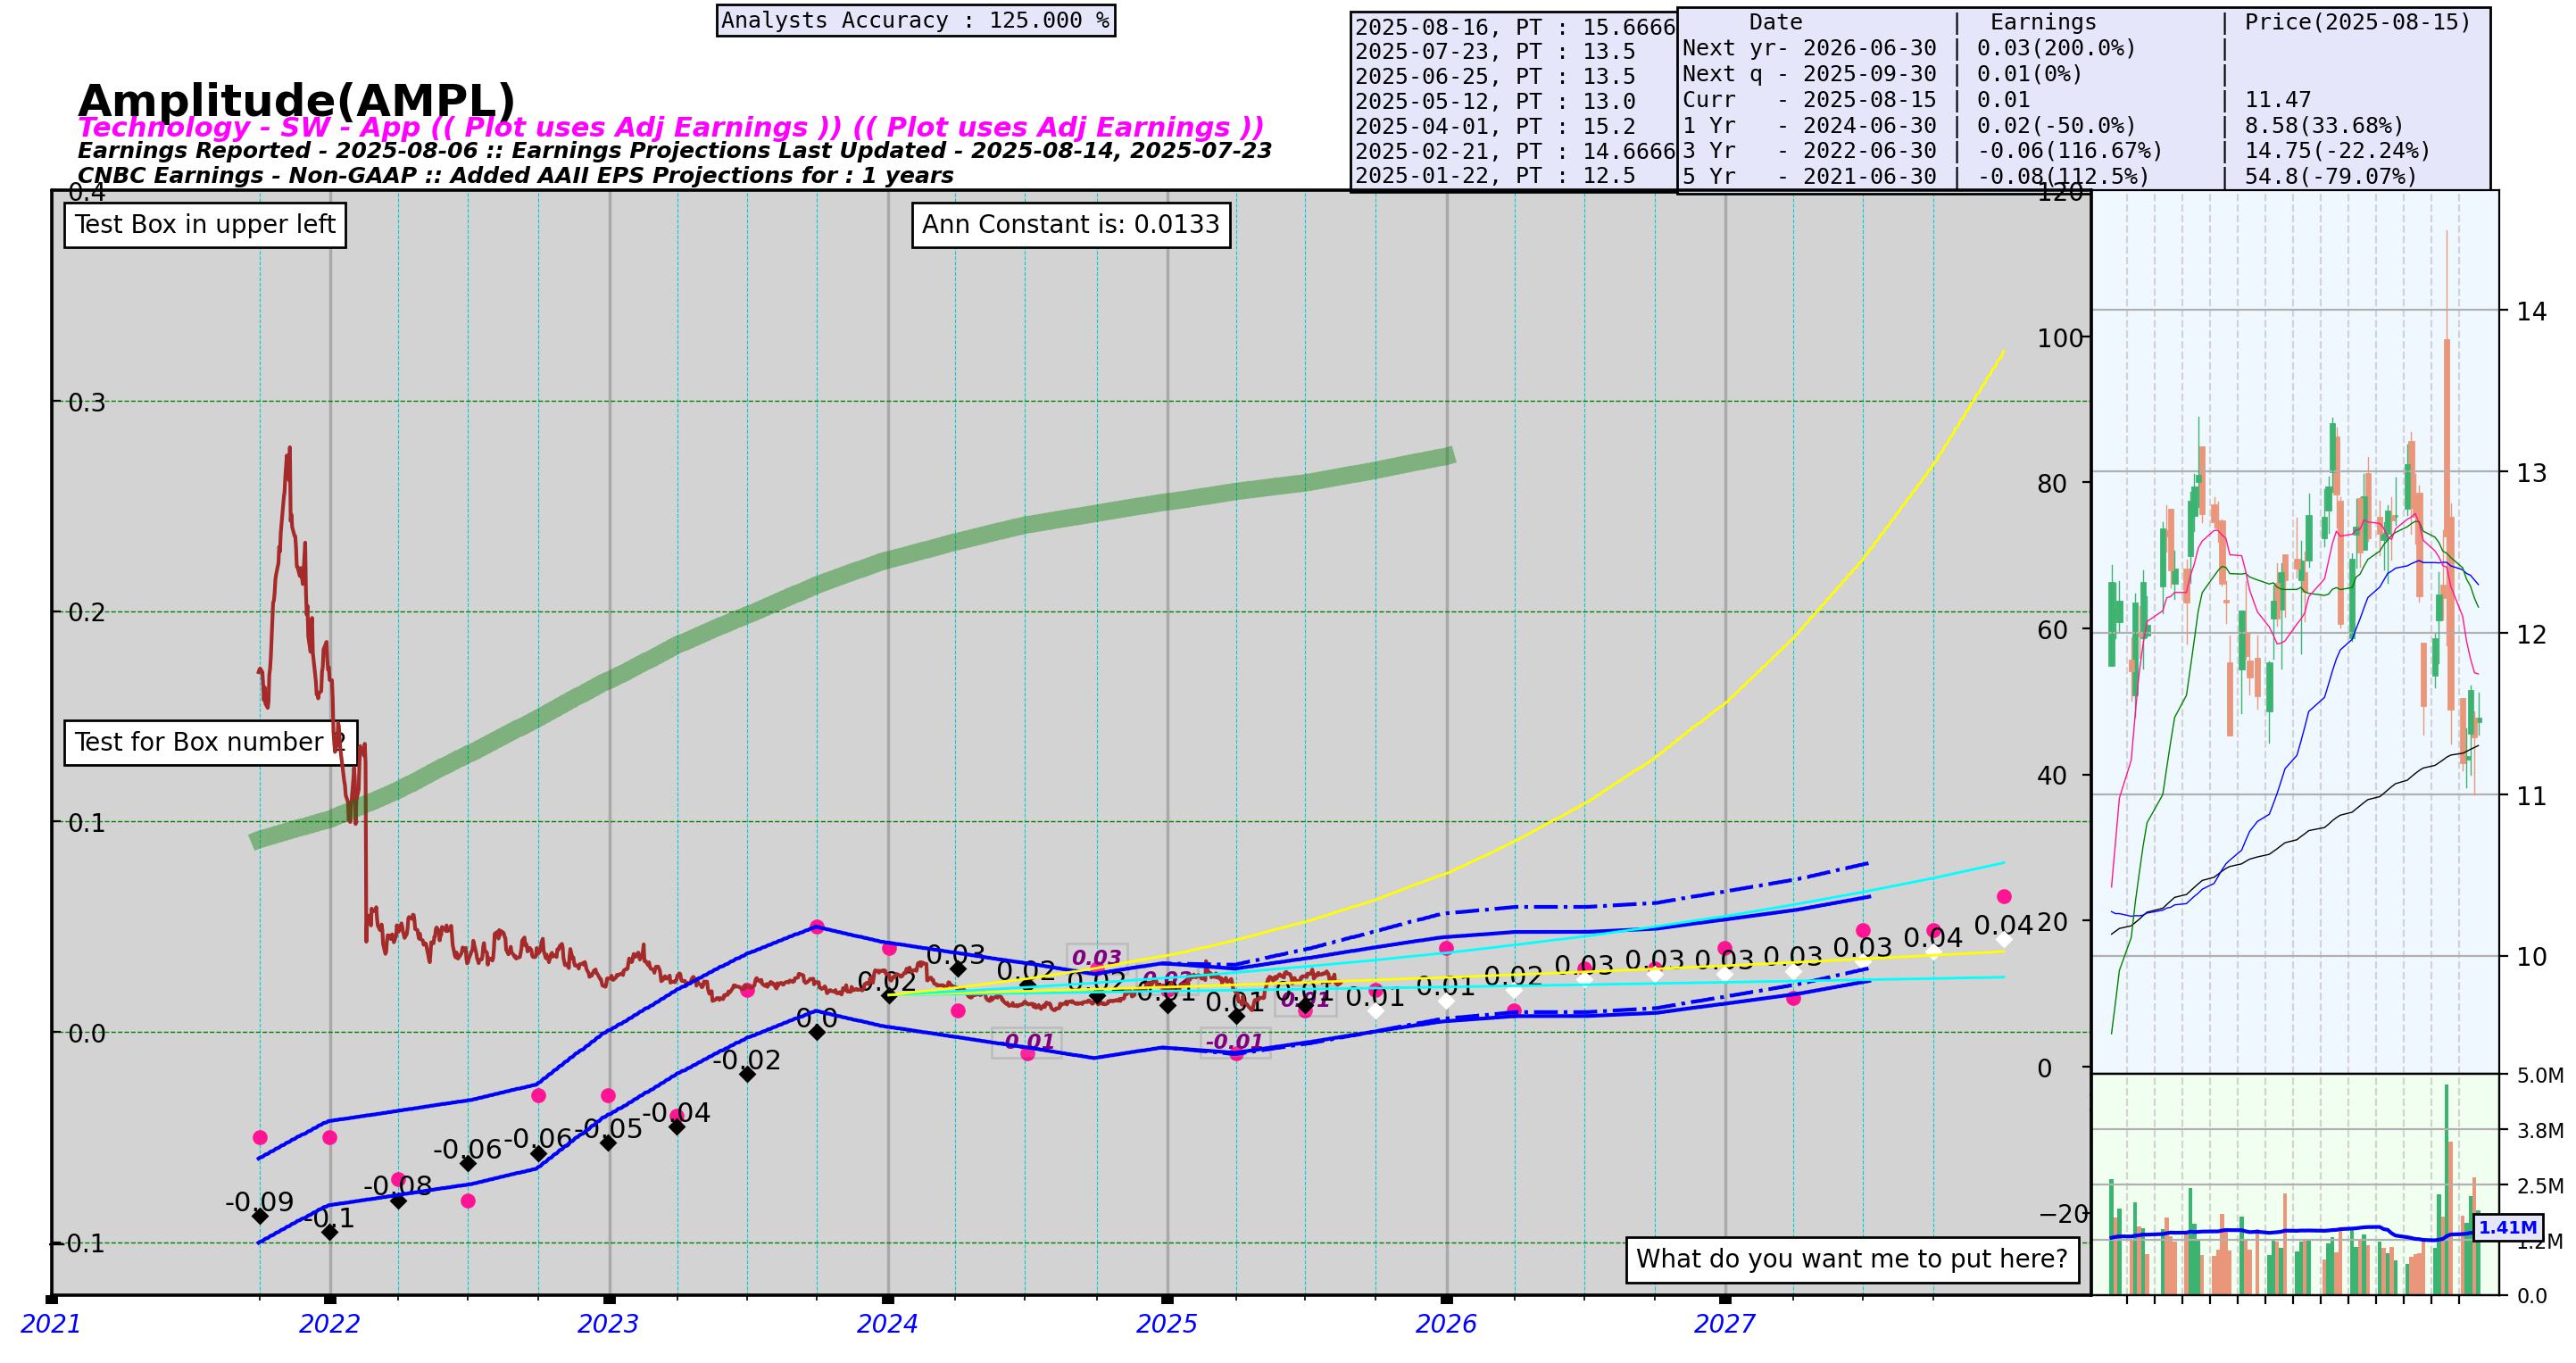 Analysts Accuracy : 125.000 %
2025-08-16, PT : 15.6666
2025-07-23, PT : 13.5
2025-06-25, PT : 13.5
2025-05-12, PT : 13.0
2025-04-01, PT : 15.2
2025-02-21, PT : 14.6666
2025-01-22, PT : 12.5
Date | Earnings | Price(2025-08-15)
Next yr- 2026-06-30 | 0.03(200.0%) |
Next q - 2025-09-30 | 0.01(0%) |
Curr - 2025-08-15 | 0.01 | 11.47
1 Yr - 2024-06-30 | 0.02(-50.0%) | 8.58(33.68%)
3 Yr - 2022-06-30 | -0.06(116.67%) | 14.75(-22.24%)
5 Yr - 2021-06-30 | -0.08(112.5%) | 54.8(-79.07%)
Amplitude(AMPL)
Technology - SW - App (( Plot uses Adj Earnings )) (( Plot uses Adj Earnings ))
Earnings Reported - 2025-08-06 :: Earnings Projections Last Updated - 2025-08-14, 2025-07-23
CNBC Earnings - Non-GAAP :: Added AAII EPS Projections for : 1 years
Test Box in upper left
Ann Constant is: 0.0133
Test for Box number 2
What do you want me to put here?
0.4
0.3
0.2
0.1
0.0
-0.1
120
100
80
60
40
20
0
−20
-0.09
-0.1
-0.08
-0.06
-0.06
-0.05
-0.04
-0.02
0.0
0.02
0.03
0.02
0.02
0.01
0.01
0.01
0.01
0.01
0.02
0.03
0.03
0.03
0.03
0.03
0.04
0.04
0.03
0.02
-0.01
0.01
14
13
12
11
10
5.0M
3.8M
2.5M
1.41M
1.2M
0.0
2021
2022
2023
2024
2025
2026
2027